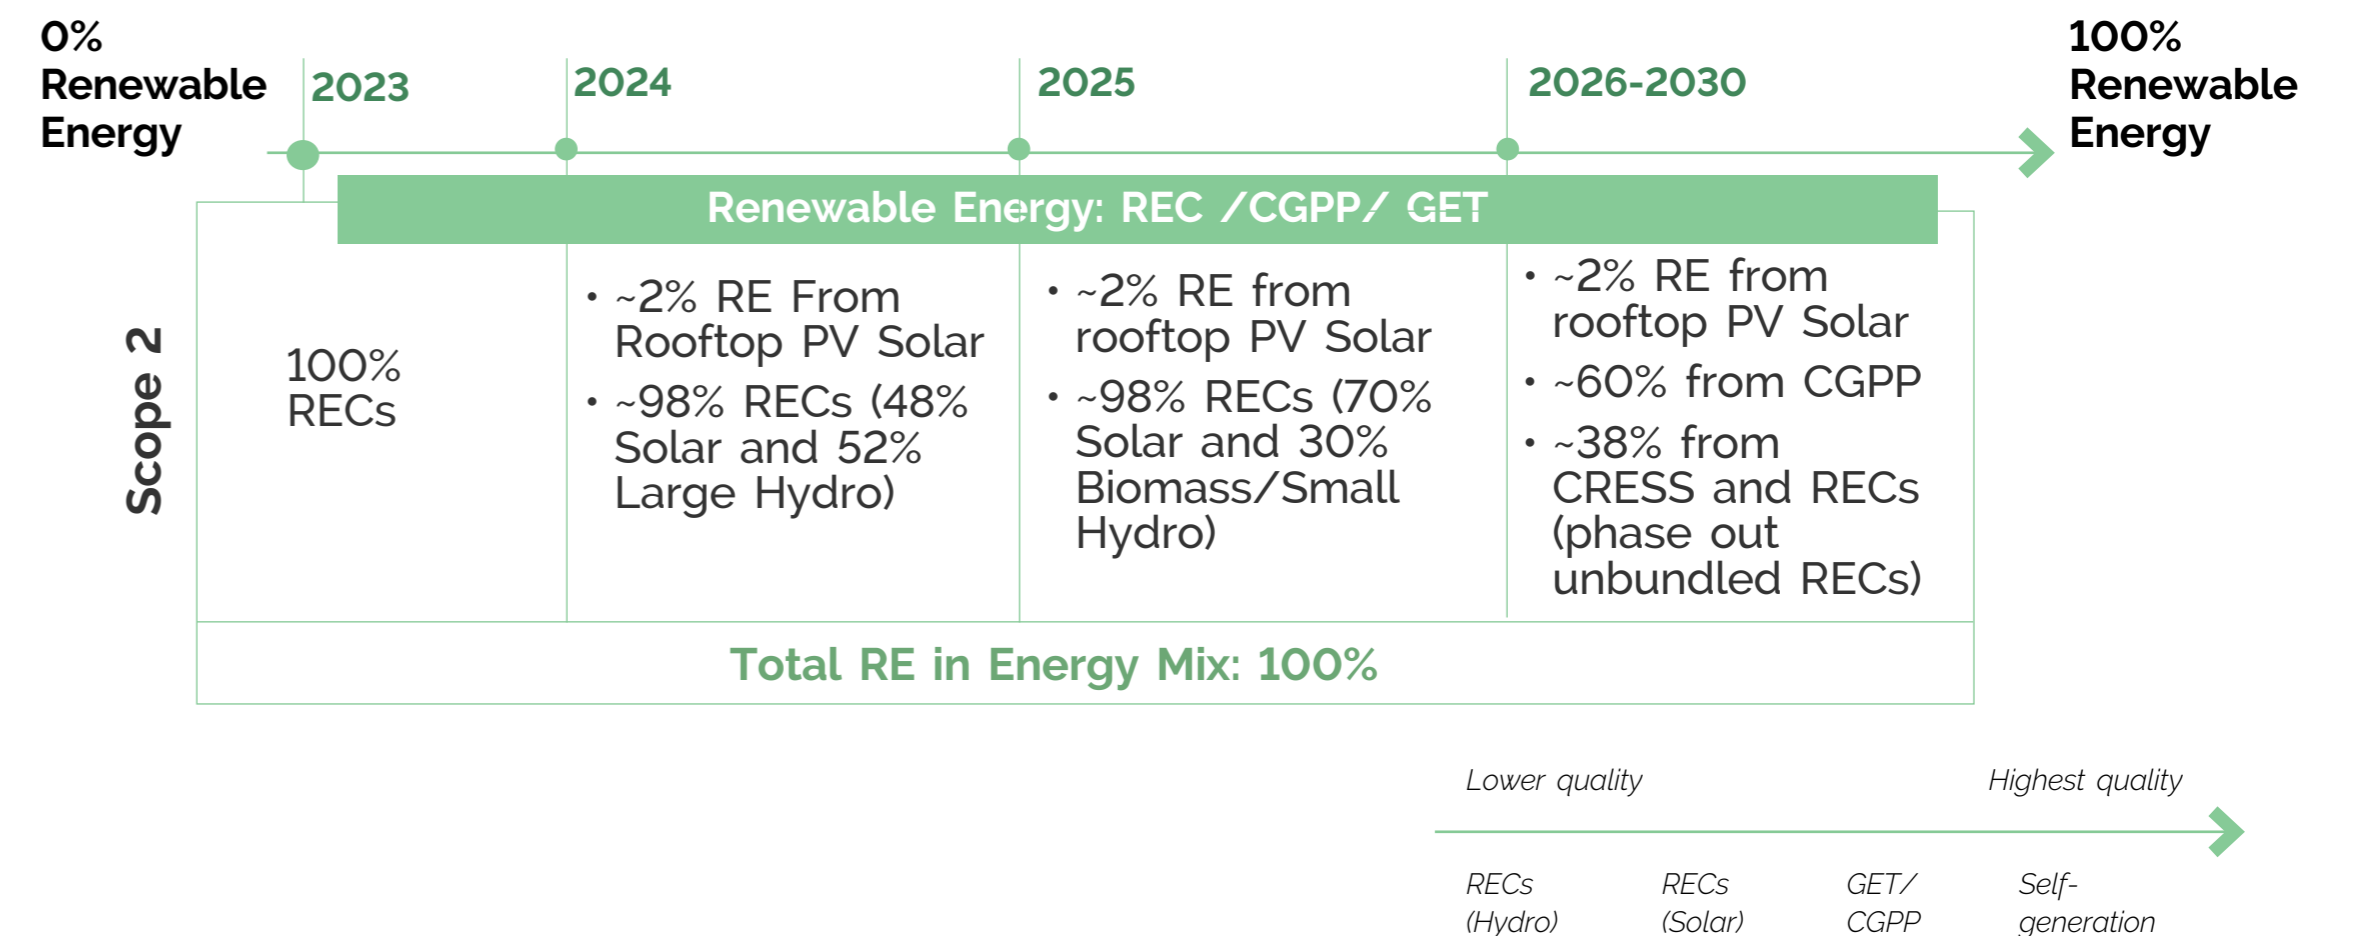 0%
Renewable
Energy
2023
2024
2025
2026-2030
100%
Renewable
Energy
Renewable Energy: REC /CGPP/ GET
Scope 2
100%
RECs
• ~2% RE From
Rooftop PV Solar
• ~98% RECs (48%
Solar and 52%
Large Hydro)
• ~2% RE from
rooftop PV Solar
• ~98% RECs (70%
Solar and 30%
Biomass/Small
Hydro)
• ~2% RE from
rooftop PV Solar
• ~60% from CGPP
• ~38% from
CRESS and RECs
(phase out
unbundled RECs)
Total RE in Energy Mix: 100%
Lower quality
Highest quality
RECs
(Hydro)
RECs
(Solar)
GET/
CGPP
Self-
generation